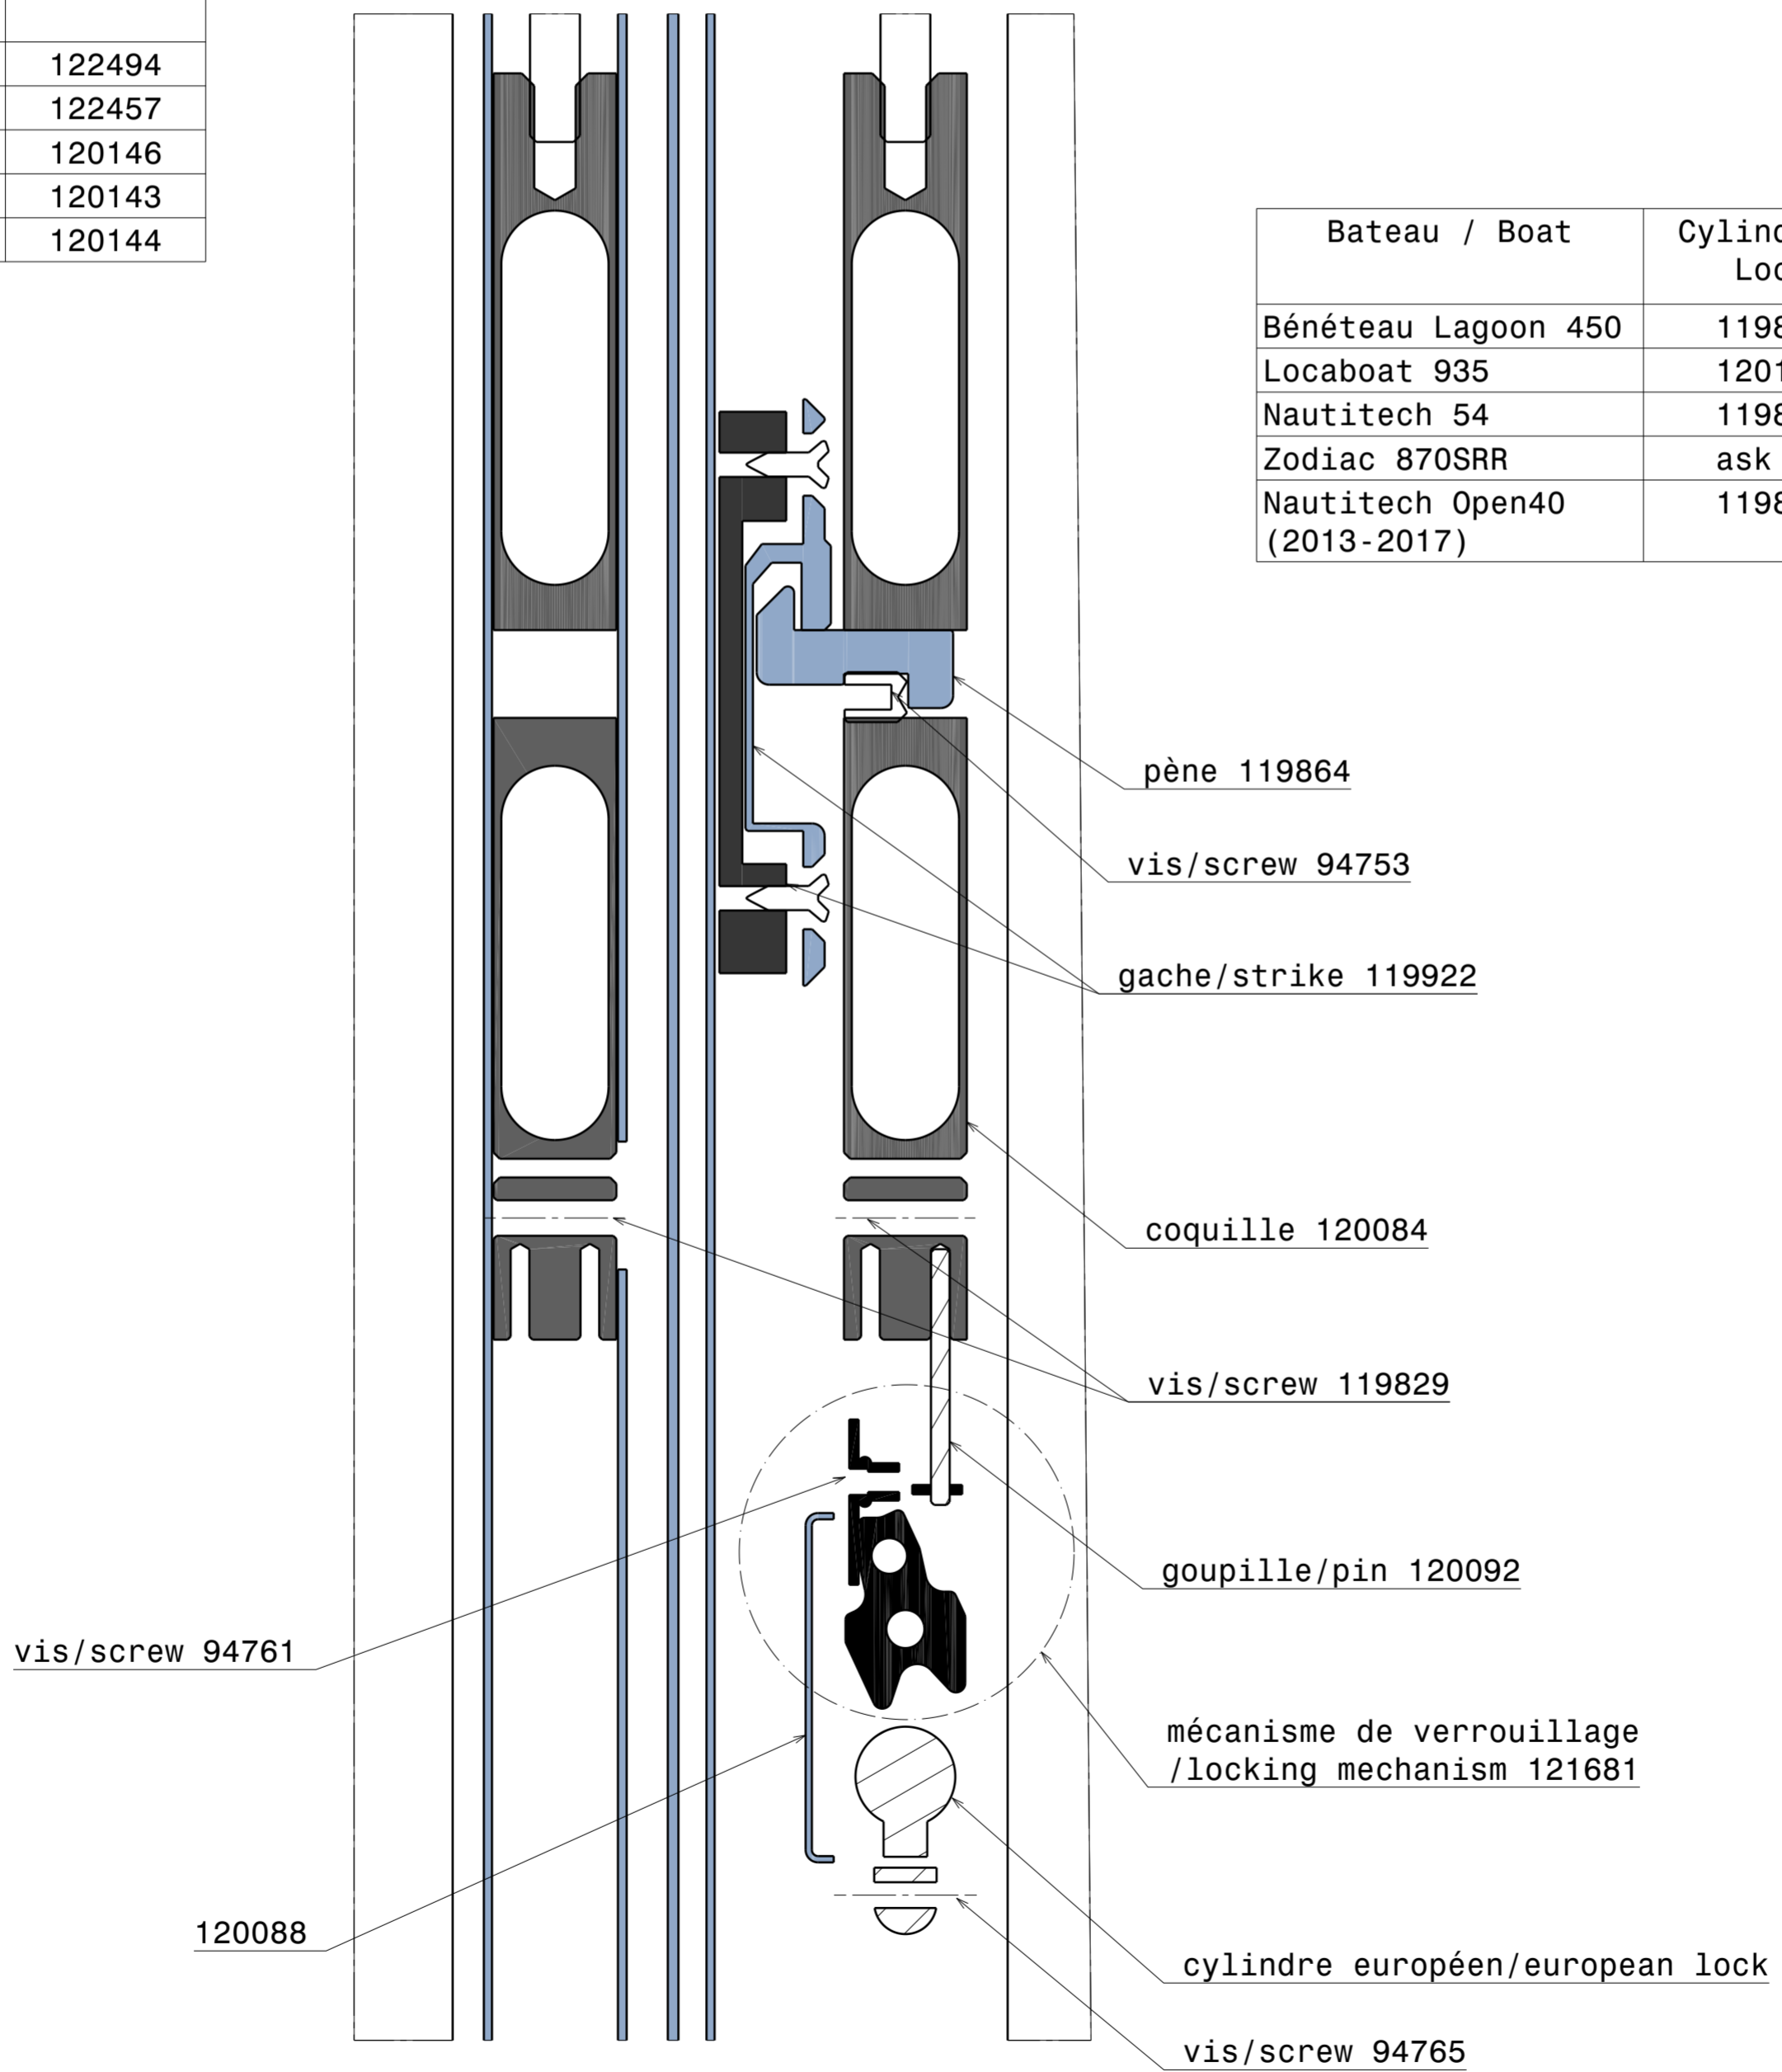 122494
122457
120146
120143
120144
Bateau / Boat
Bénéteau Lagoon 450
Locaboat 935
Nautitech 54
Zodiac 870SRR
ask
Nautitech Open40
(2013-2017)
pène 119864
vis/screw 94753
gache/strike 119922
coquille 120084
vis/screw 119829
goupille/pin 120092
vis/screw 94761
mécanisme de verrouillage
/locking mechanism 121681
120088
cylindre européen/european lock
vis/screw 94765